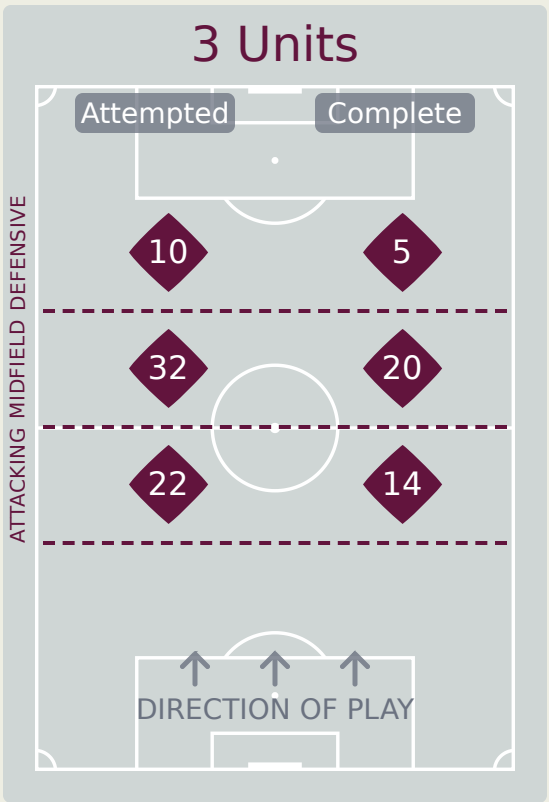 3 Units
Attempted Complete
10 5
32 20
22 14
ATTACKING MIDFIELD DEFENSIVE
DIRECTION OF PLAY